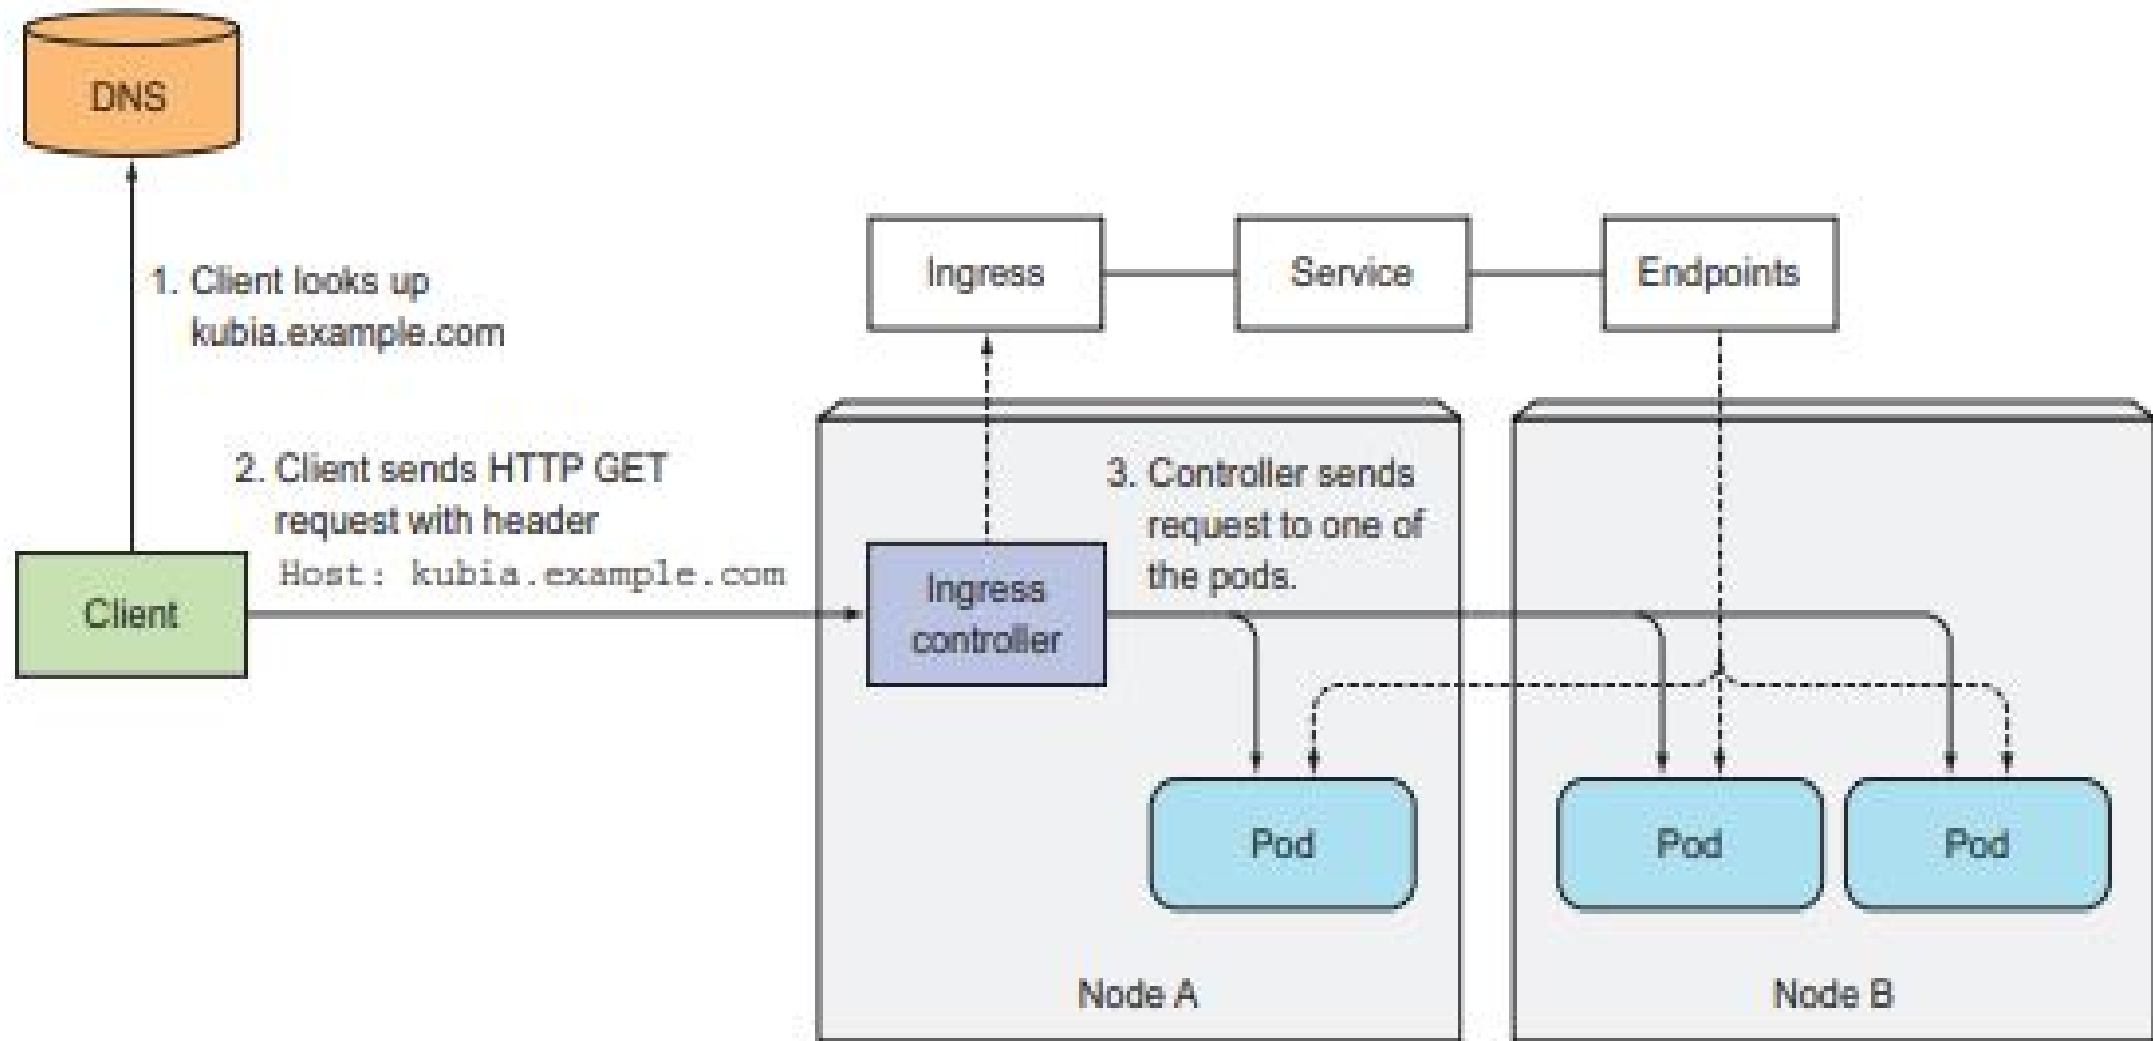 DNS
1. Client looks up
kubia.example.com
Ingress
Service
Endpoints
2. Client sends HTTP GET
request with header
Host: kubia.example.com
3. Controller sends
request to one of
the pods.
Client
Ingress
controller
Pod
Pod
Pod
Node A
Node B